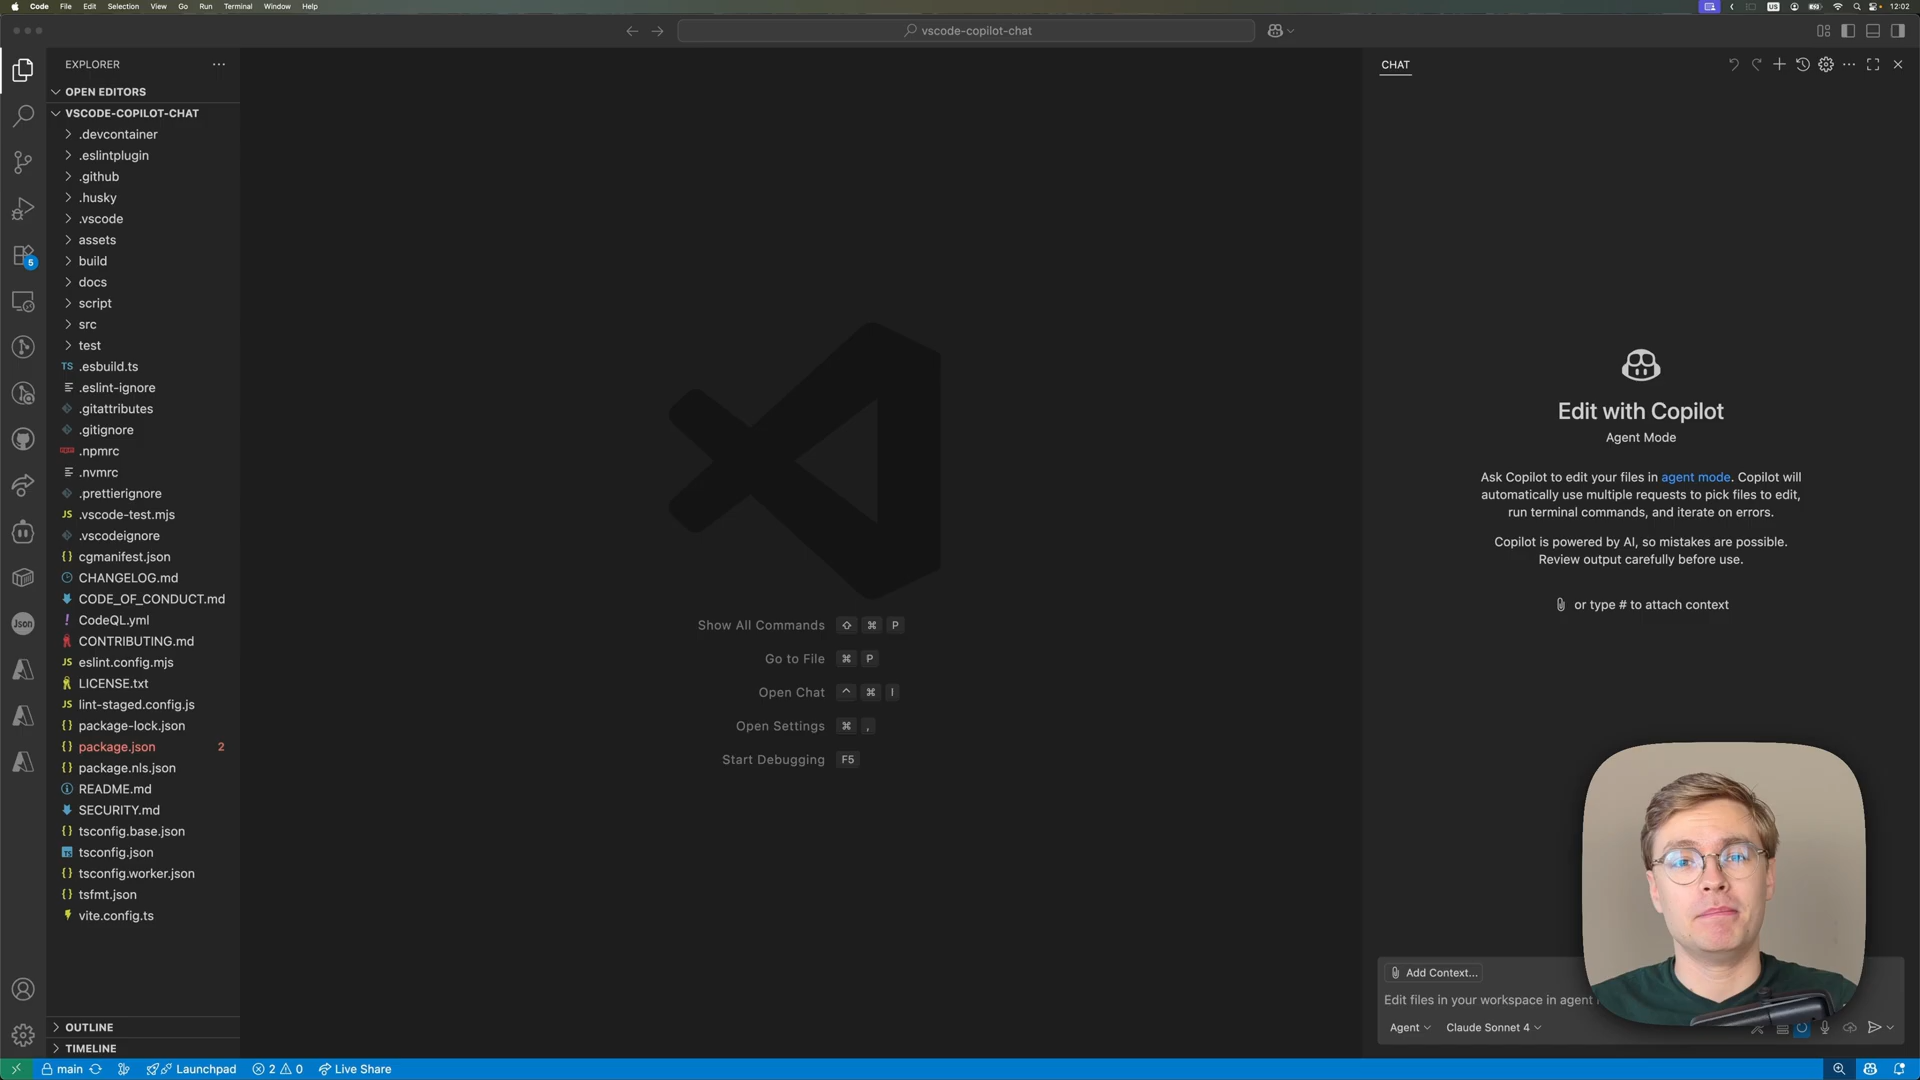 Code File Edit Selection View Go Run Terminal Window Help
US
12:02
vscode-copilot-chat
EXPLORER
OPEN EDITORS
VSCODE-COPILOT-CHAT
.devcontainer
.eslintplugin
.github
.husky
.vscode
assets
build
docs
script
src
test
TS .esbuild.ts
.eslint-ignore
.gitattributes
.gitignore
.npmrc
.nvmrc
.prettierignore
JS .vscode-test.mjs
.vscodeignore
{} cgmanifest.json
CHANGELOG.md
CODE_OF_CONDUCT.md
! CodeQL.yml
CONTRIBUTING.md
JS eslint.config.mjs
LICENSE.txt
JS lint-staged.config.js
{} package-lock.json
{} package.json 2
{} package.nls.json
README.md
SECURITY.md
{} tsconfig.base.json
TS tsconfig.json
{} tsconfig.worker.json
{} tsfmt.json
vite.config.ts
OUTLINE
TIMELINE
5
Json
Show All Commands ⇧ ⌘ P
Go to File ⌘ P
Open Chat ^ ⌘ I
Open Settings ⌘ ,
Start Debugging F5
CHAT
Edit with Copilot
Agent Mode
Ask Copilot to edit your files in agent mode. Copilot will
automatically use multiple requests to pick files to edit,
run terminal commands, and iterate on errors.
Copilot is powered by AI, so mistakes are possible.
Review output carefully before use.
or type # to attach context
Add Context...
Edit files in your workspace in agent
Agent Claude Sonnet 4
main Launchpad 2 0 Live Share